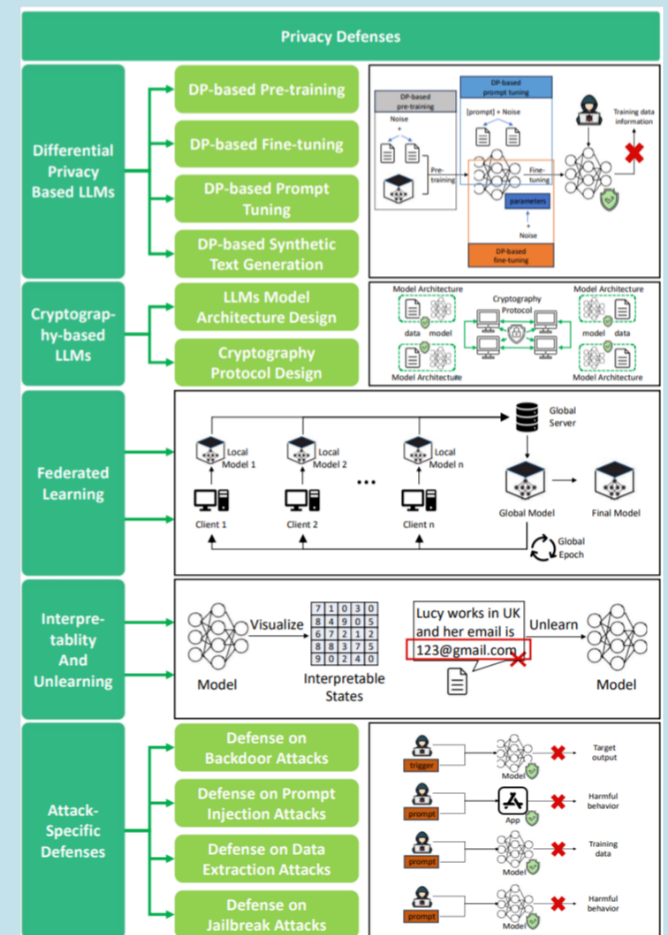 Privacy Defenses
Differential
Privacy
Based LLMs
DP-based Pre-training
DP-based Fine-tuning
DP-based Prompt
Tuning
DP-based Synthetic
Text Generation
DP-based
pre-training
Noise
+
DP-based
prompt tuning
[prompt] + Noise
Pre-
training
Fine-
tuning
parameters
+
Noise
DP-based
fine-tuning
Training data
information
Cryptograp-
hy-based
LLMs
LLMs Model
Architecture Design
Cryptography
Protocol Design
Model Architecture
data model
Model Architecture
Cryptography
Protocol
Model Architecture
model data
Model Architecture
Federated
Learning
Local
Model 1
Local
Model 2
Local
Model n
...
Client 1
Client 2
Client n
Global
Server
Global Model
Final Model
Global
Epoch
Interpre-
tablity
And
Unlearning
Model
Visualize
7 1 0 3 0
8 4 9 0 5
6 7 2 1 2
8 8 3 7 5
9 0 2 4 0
Interpretable
States
Lucy works in UK
and her email is
123@gmail.com
Unlearn
Model
Attack-
Specific
Defenses
Defense on
Backdoor Attacks
Defense on Prompt
Injection Attacks
Defense on Data
Extraction Attacks
Defense on
Jailbreak Attacks
trigger
Model
Target
output
prompt
App
Harmful
behavior
prompt
Model
Training
data
prompt
Model
Harmful
behavior